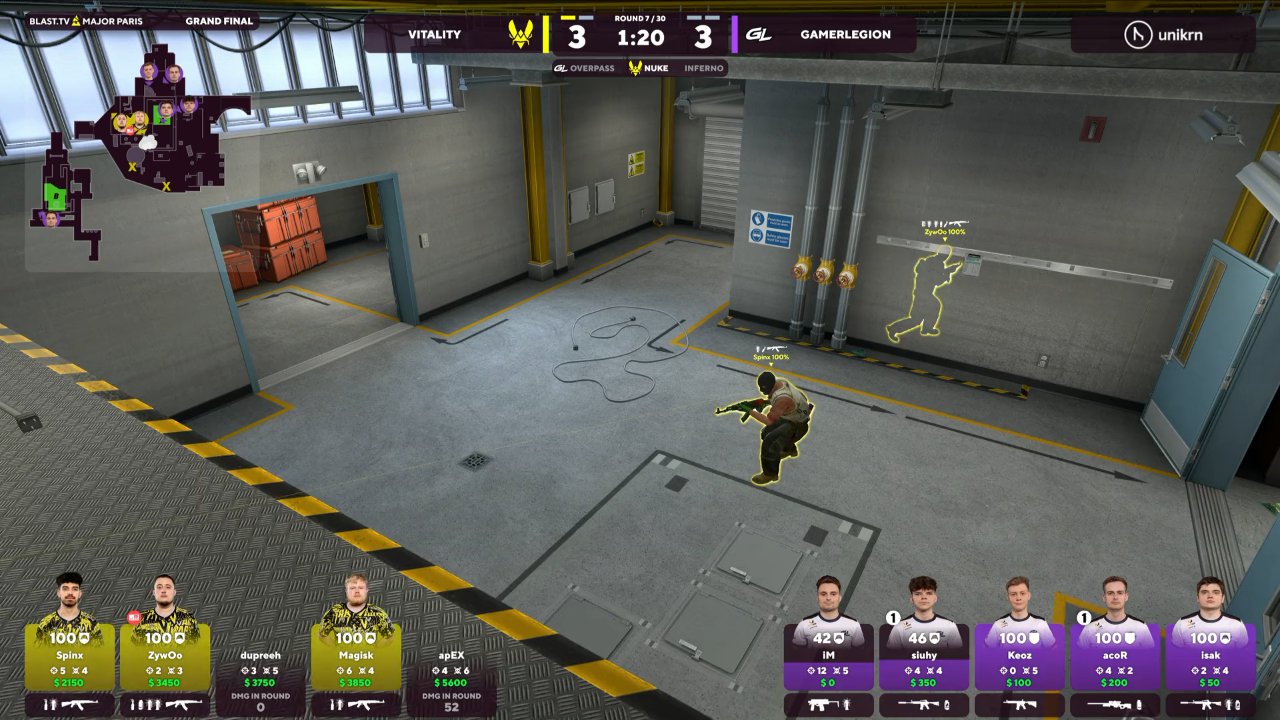 BLAST.TV MAJOR PARIS
GRAND FINAL
VITALITY
3
ROUND 7 / 30
1:20
3
GL
GAMERLEGION
unikrn
GL OVERPASS
NUKE
INFERNO
ZywOo 100%
Spinx 100%
X
X
100
Spinx
5 4
$ 2150
100
ZywOo
2 3
$ 3450
dupreeh
3 5
$ 3750
DMG IN ROUND
0
100
Magisk
6 4
$ 3850
apEX
4 6
$ 5600
DMG IN ROUND
52
42
iM
12 5
$ 0
1
46
siuhy
4 4
$ 350
100
Keoz
0 5
$ 100
1
100
acoR
4 2
$ 200
100
isak
2 4
$ 50